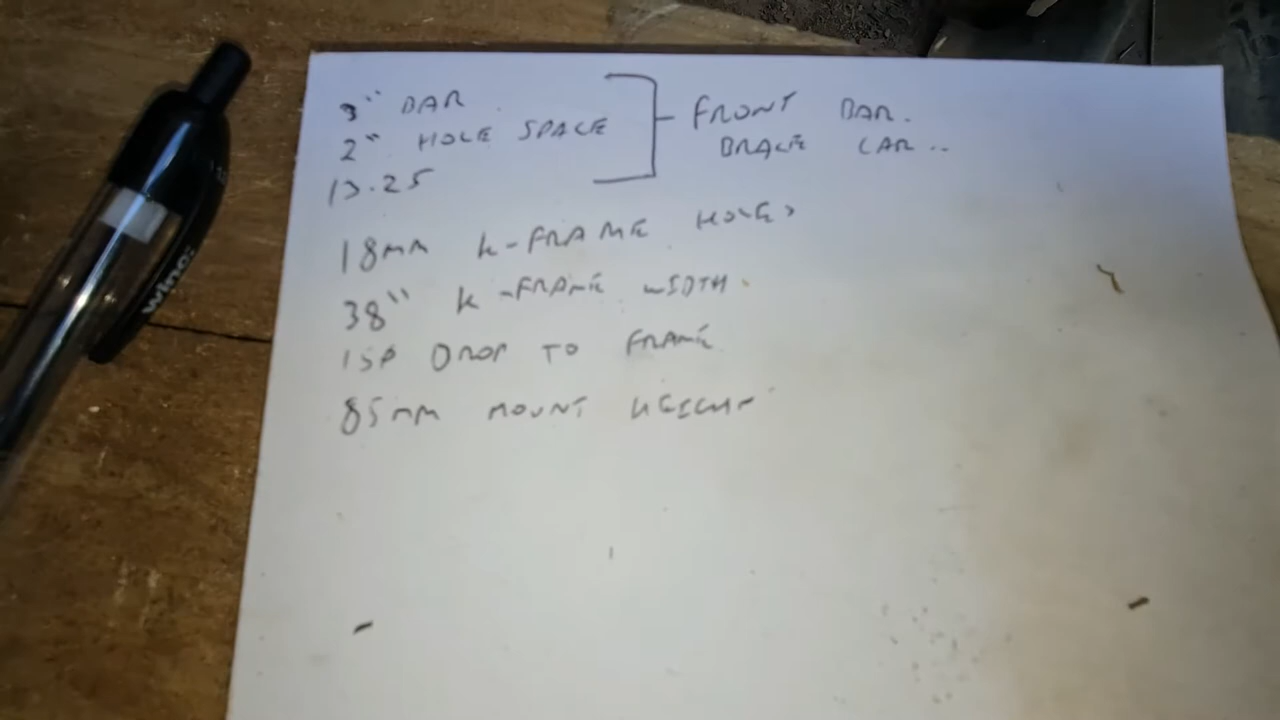 3" BAR
2" HOLE SPACE
13.25
FRONT BAR.
BRACE CAR..
18MM K-FRAME HOLES
38" K-FRAME WIDTH.
DROP TO FRAME
85MM MOUNT HEIGHT
winc: